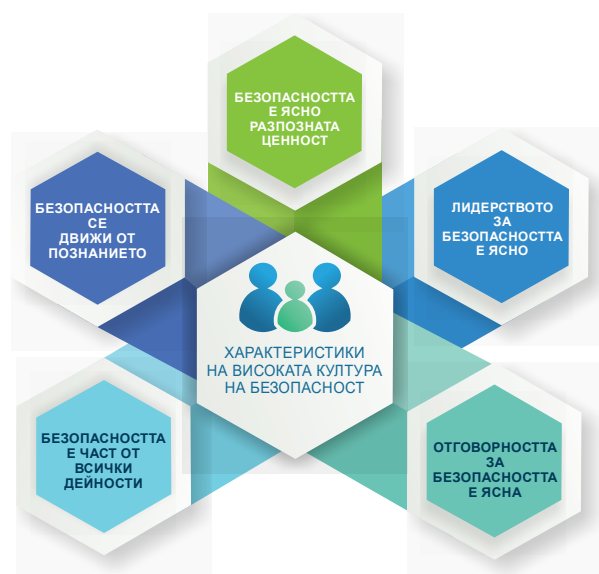 БЕЗОПАСНОСТТА
Е ЯСНО
РАЗПОЗНАТА
ЦЕННОСТ
БЕЗОПАСНОСТТА
СЕ
ДВИЖИ ОТ
ПОЗНАНИЕТО
ЛИДЕРСТВОТО
ЗА
БЕЗОПАСНОСТТА
Е ЯСНО
ХАРАКТЕРИСТИКИ
НА ВИСОКАТА КУЛТУРА
НА БЕЗОПАСНОСТ
БЕЗОПАСНОСТТА
Е ЧАСТ ОТ
ВСИЧКИ
ДЕЙНОСТИ
ОТГОВОРНОСТТА
ЗА
БЕЗОПАСНОСТТА
Е ЯСНА